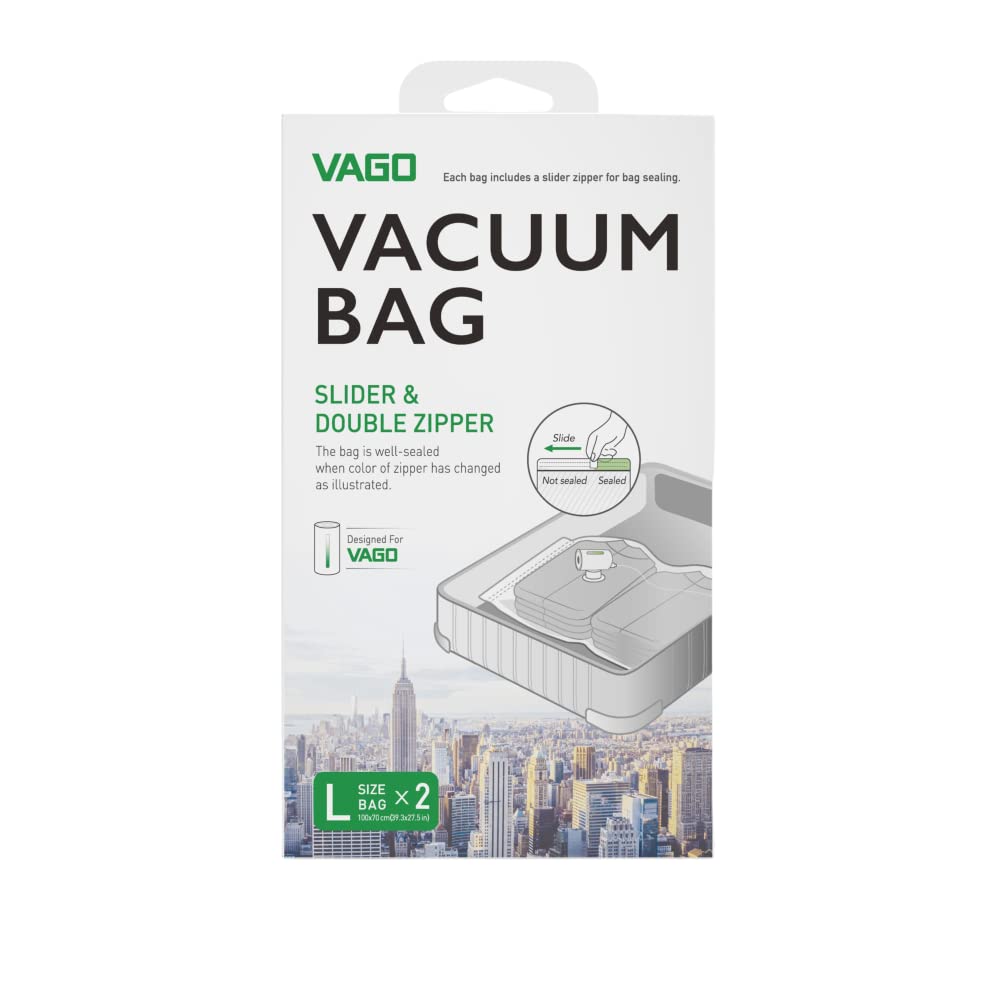 VAGO
Each bag includes a slider zipper for bag sealing.
VACUUM
BAG
SLIDER &
DOUBLE ZIPPER
The bag is well-sealed
when color of zipper has changed
as illustrated.
Slide
Not sealed Sealed
Designed For
VAGO
L SIZE BAG × 2
100x70 cm(39.3x27.5 in)